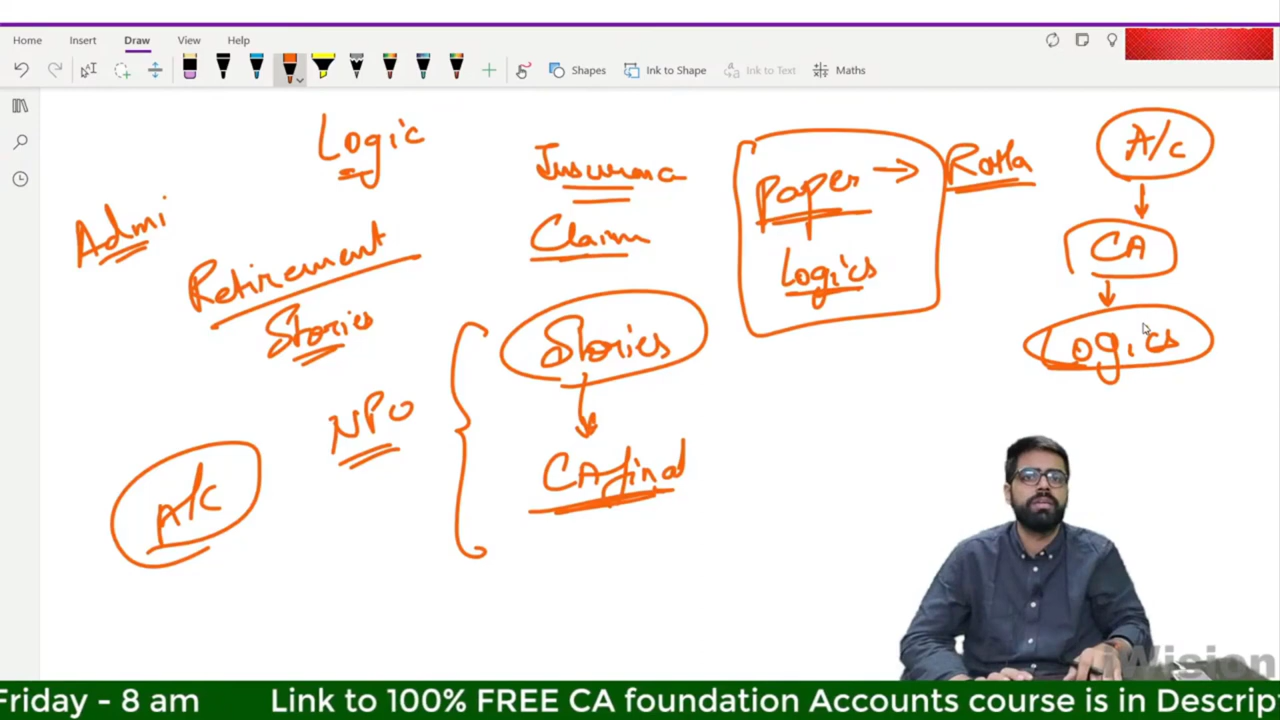 Home Insert Draw View Help
Shapes Ink to Shape Ink to Text Maths
Logic
Insurance
Claim
Paper → Ratta
Logics
A/c
CA
Logics
Admi
Retirement
Stories
NPO
Stories
CA final
A/c
iVision
Friday - 8 am Link to 100% FREE CA foundation Accounts course is in Descrip